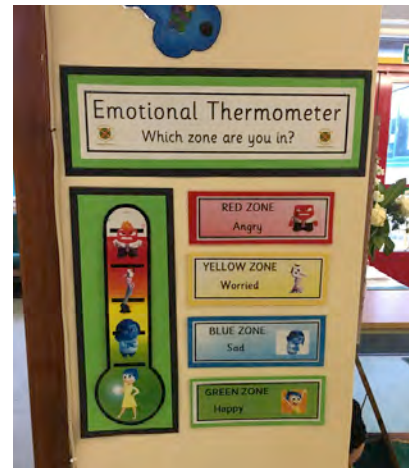 Emotional Thermometer
Which zone are you in?
RED ZONE
Angry
YELLOW ZONE
Worried
BLUE ZONE
Sad
GREEN ZONE
Happy